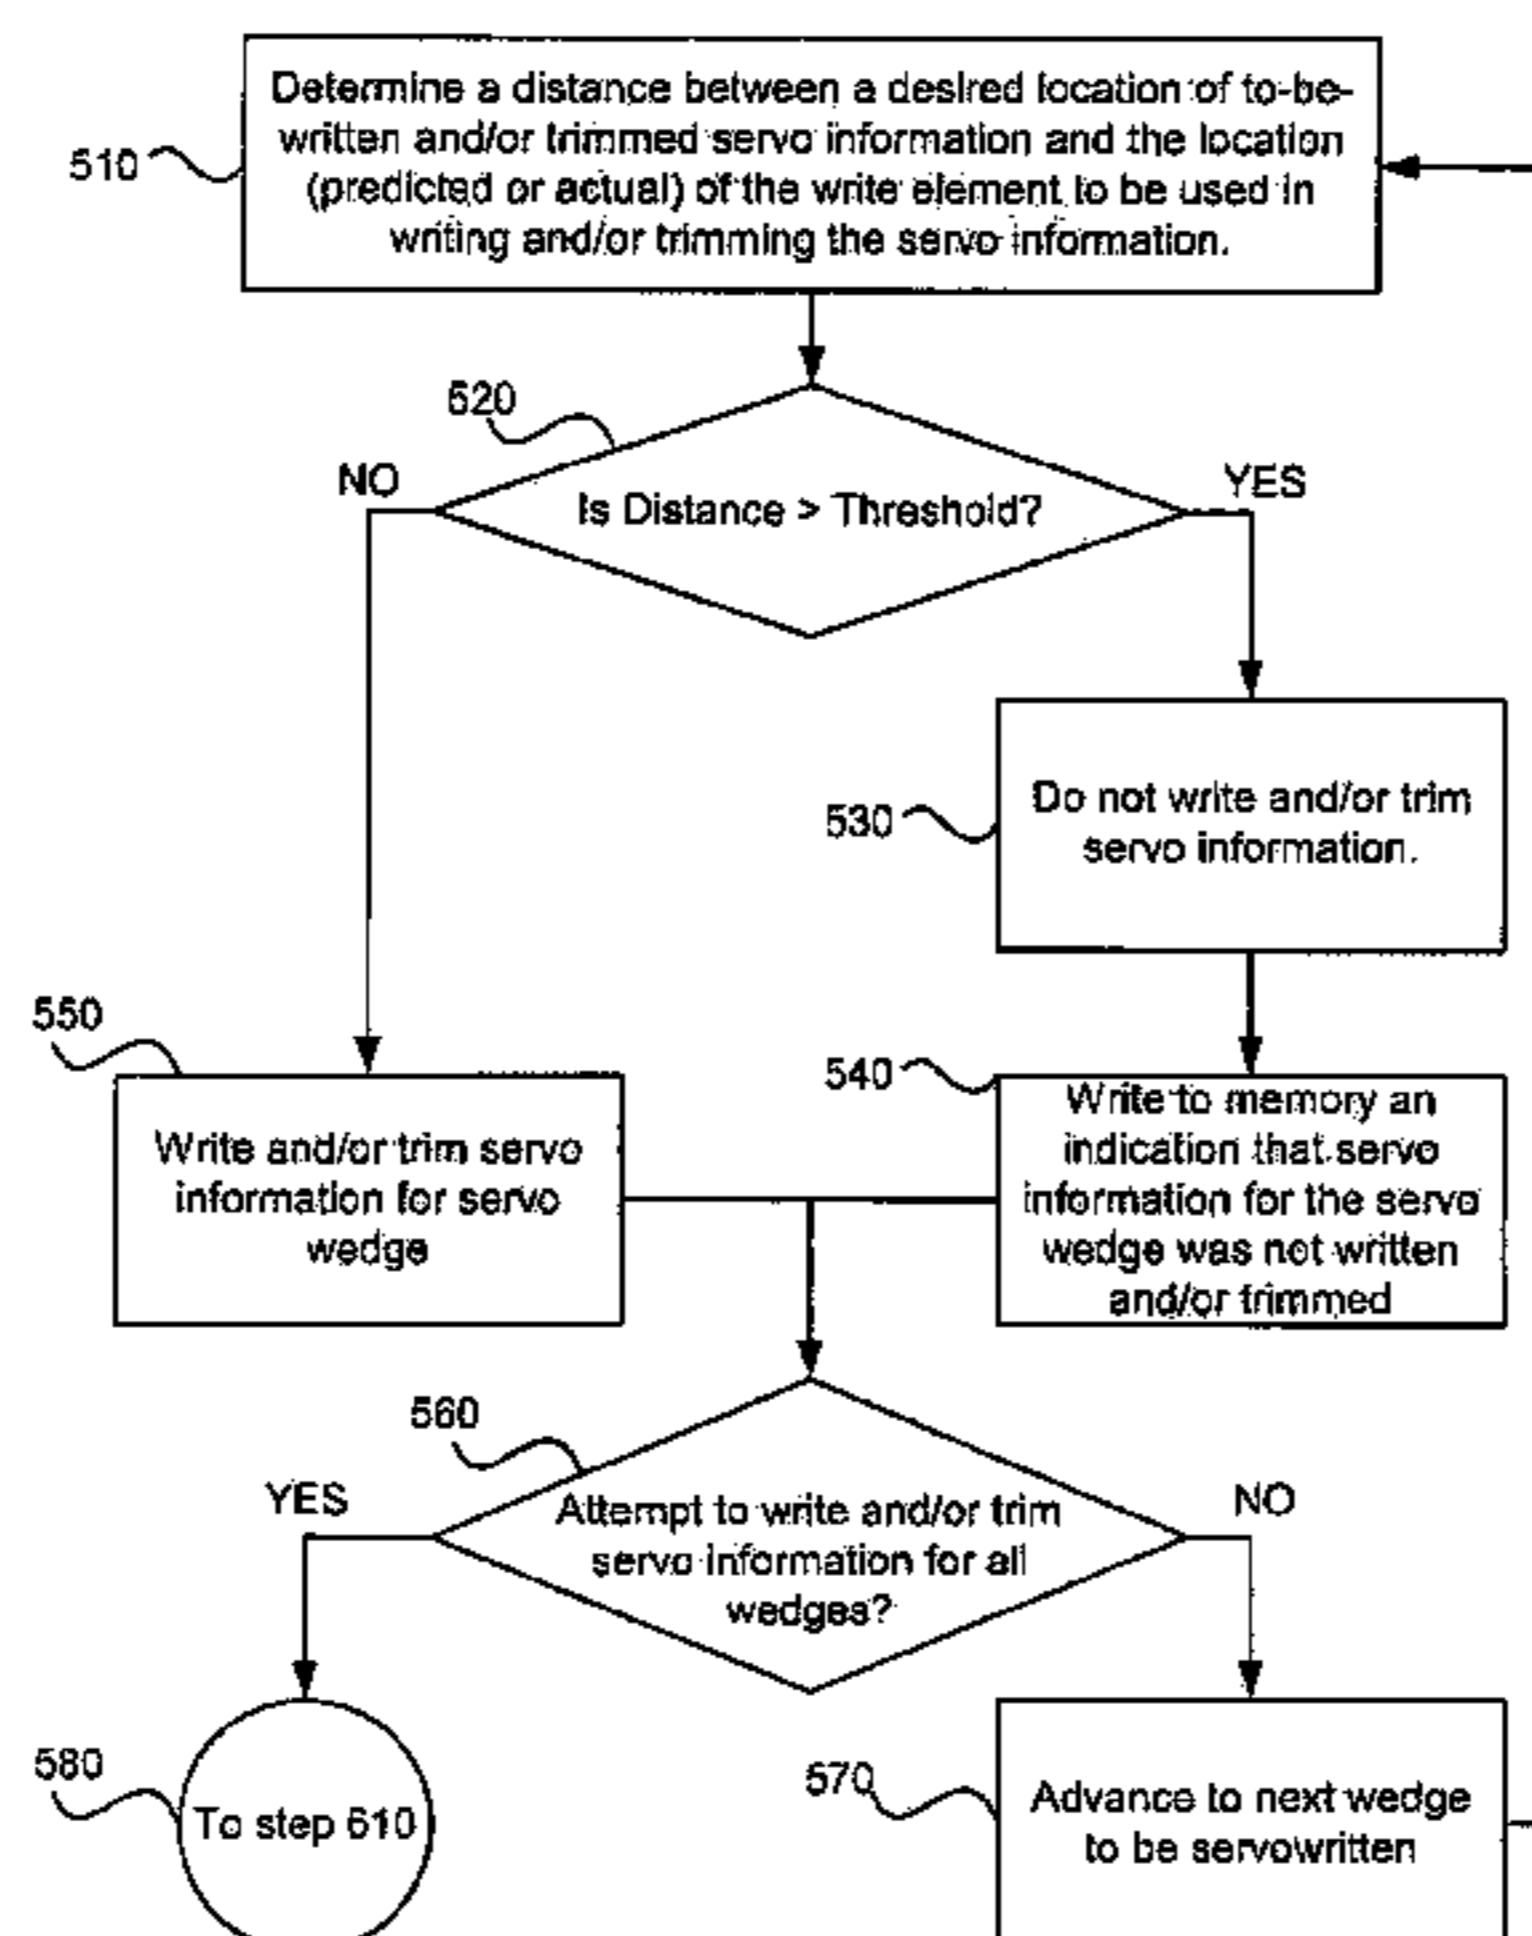 Determine a distance between a desired location of to-be-
written and/or trimmed servo information and the location
(predicted or actual) of the write element to be used in
writing and/or trimming the servo information.
510
520
NO
YES
Is Distance > Threshold?
530
Do not write and/or trim
servo information.
550
540
Write and/or trim servo
information for servo
wedge
Write to memory an
indication that servo
information for the servo
wedge was not written
and/or trimmed
560
YES
NO
Attempt to write and/or trim
servo information for all
wedges?
580
To step 610
570
Advance to next wedge
to be servowritten